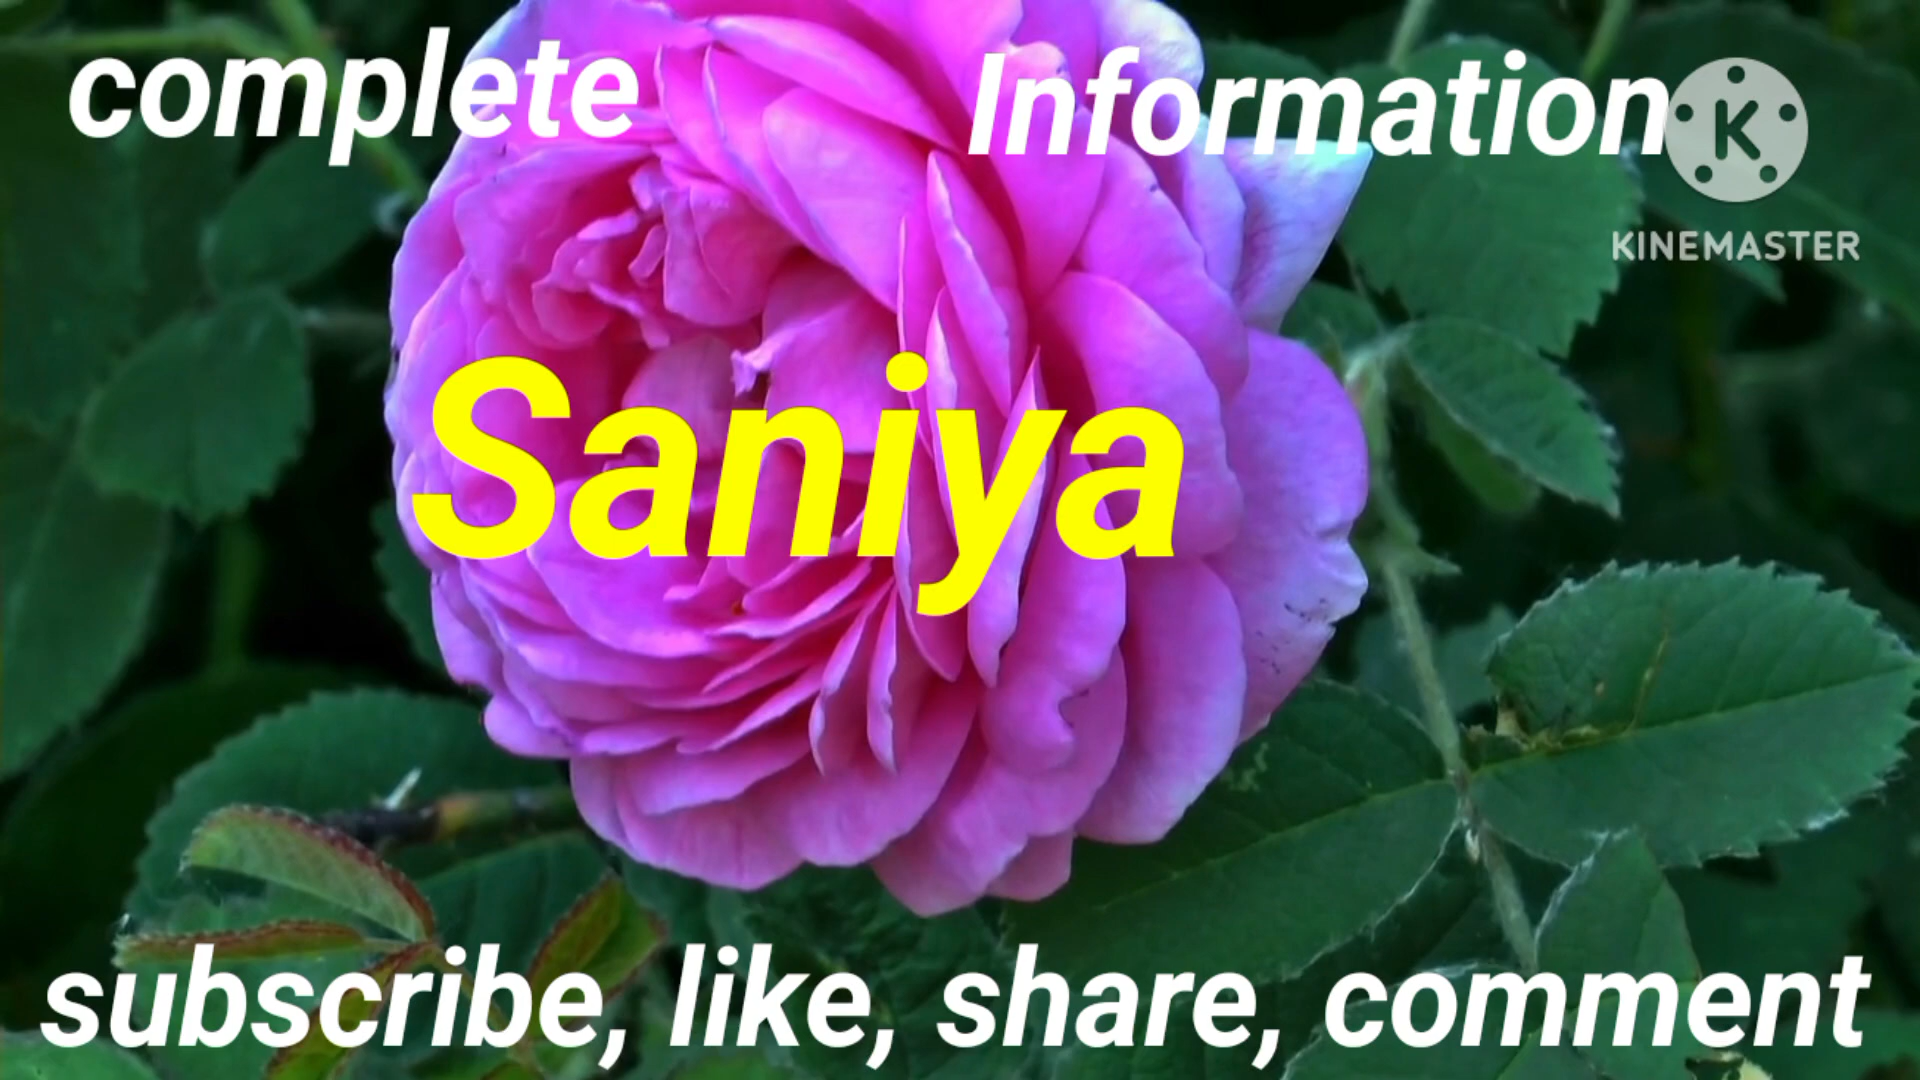 complete Information
K
KINEMASTER
Saniya
subscribe, like, share, comment